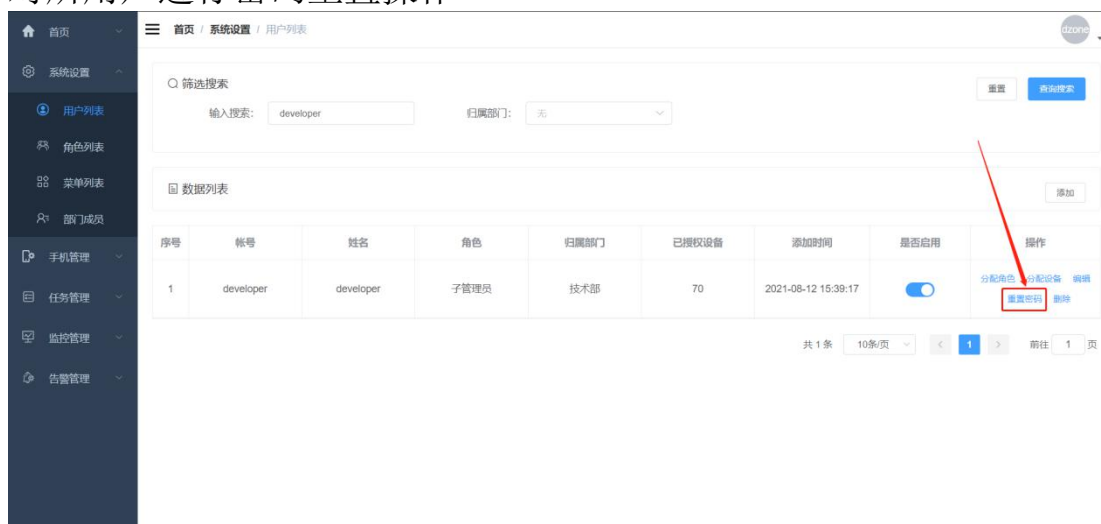 首页
系统设置
用户列表
角色列表
菜单列表
部门成员
手机管理
任务管理
监控管理
告警管理
首页 / 系统设置 / 用户列表
dzone
筛选搜索
重置 查询搜索
输入搜索: developer 归属部门: 无
数据列表
添加
序号 帐号 姓名 角色 归属部门 已授权设备 添加时间 是否启用 操作
1 developer developer 子管理员 技术部 70 2021-08-12 15:39:17 分配角色 分配设备 编辑
重置密码 删除
共 1 条 10条/页 < 1 > 前往 1 页